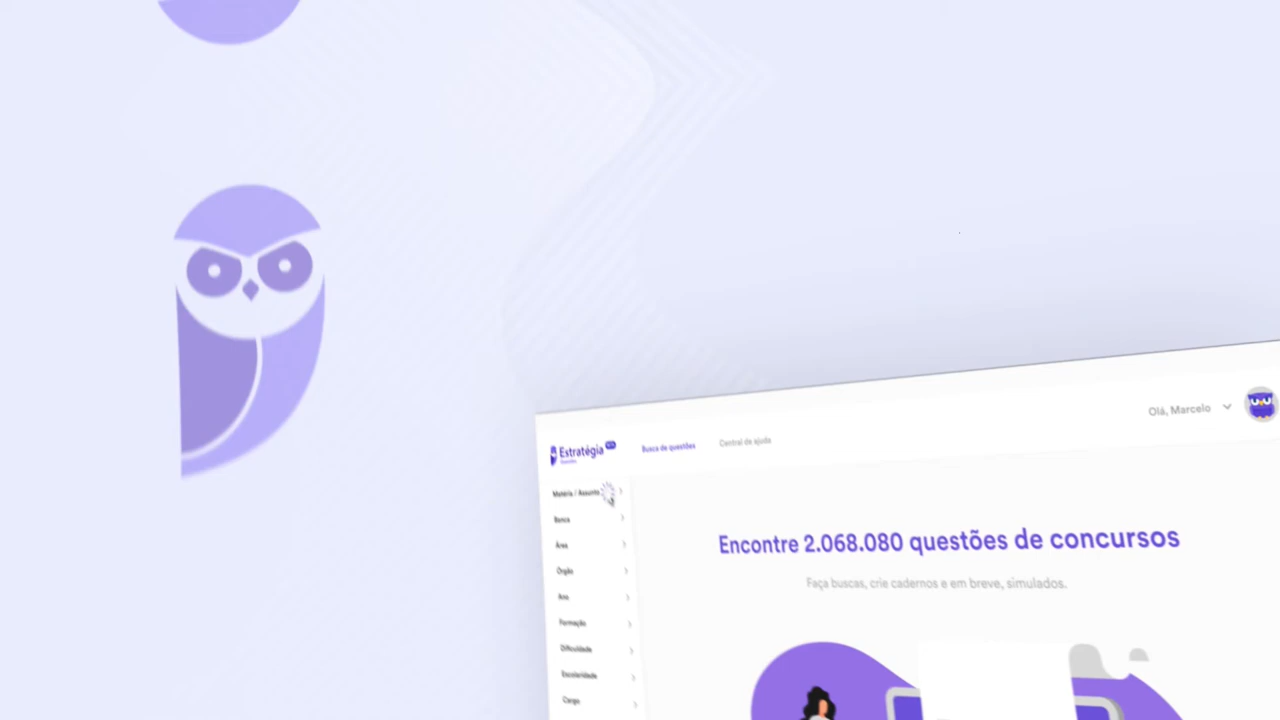 Olá, Marcelo
Estratégia
Busca de questões
Central de ajuda
Matéria / Assunto
Banca
Área
Órgão
Ano
Formação
Dificuldade
Escolaridade
Cargo
Encontre 2.068.080 questões de concursos
Faça buscas, crie cadernos e em breve, simulados.